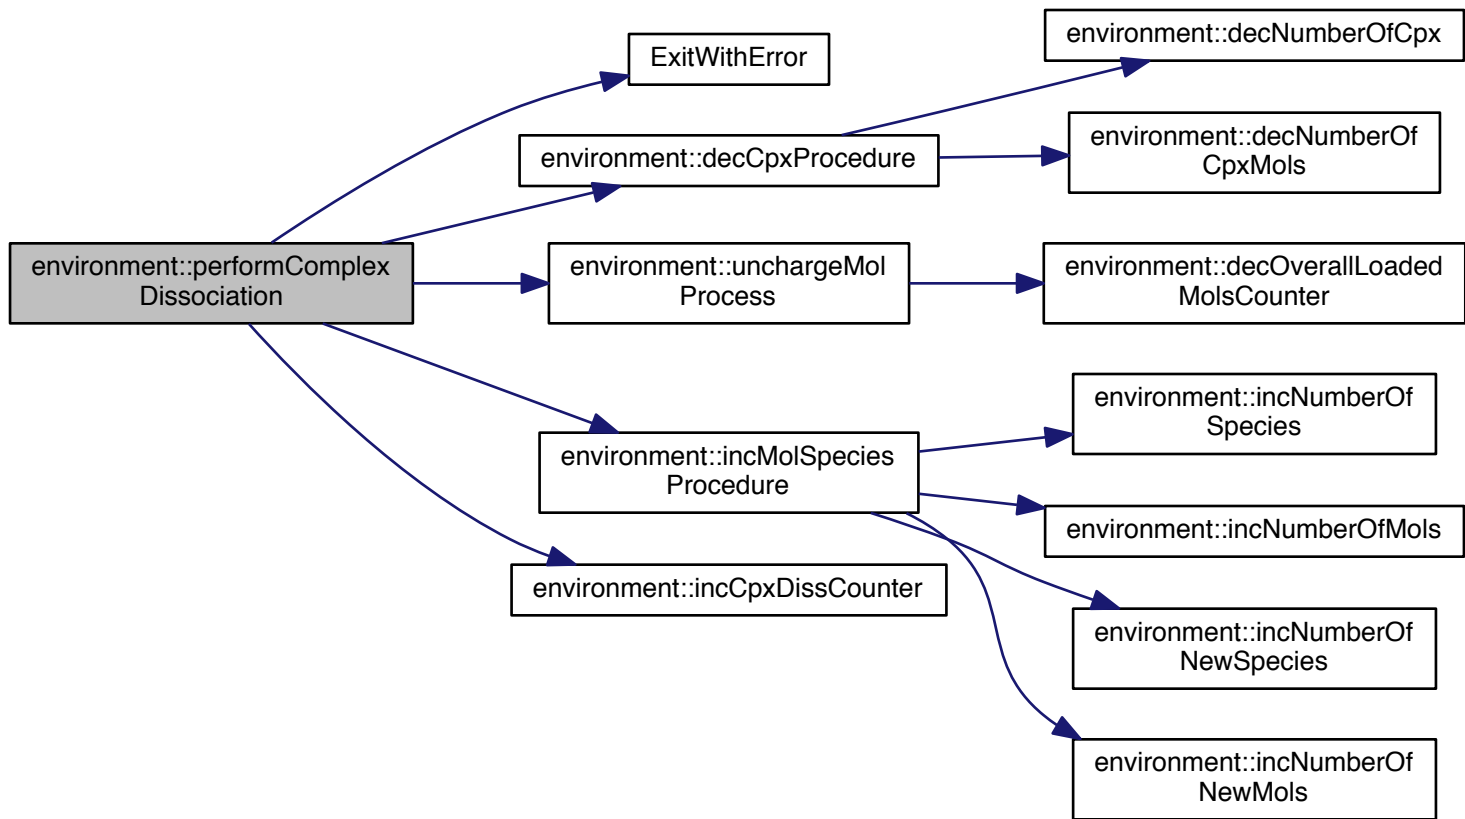 environment::performComplex
Dissociation
ExitWithError
environment::decCpxProcedure
environment::decNumberOfCpx
environment::decNumberOf
CpxMols
environment::unchargeMol
Process
environment::decOverallLoaded
MolsCounter
environment::incMolSpecies
Procedure
environment::incNumberOf
Species
environment::incNumberOfMols
environment::incNumberOf
NewSpecies
environment::incNumberOf
NewMols
environment::incCpxDissCounter